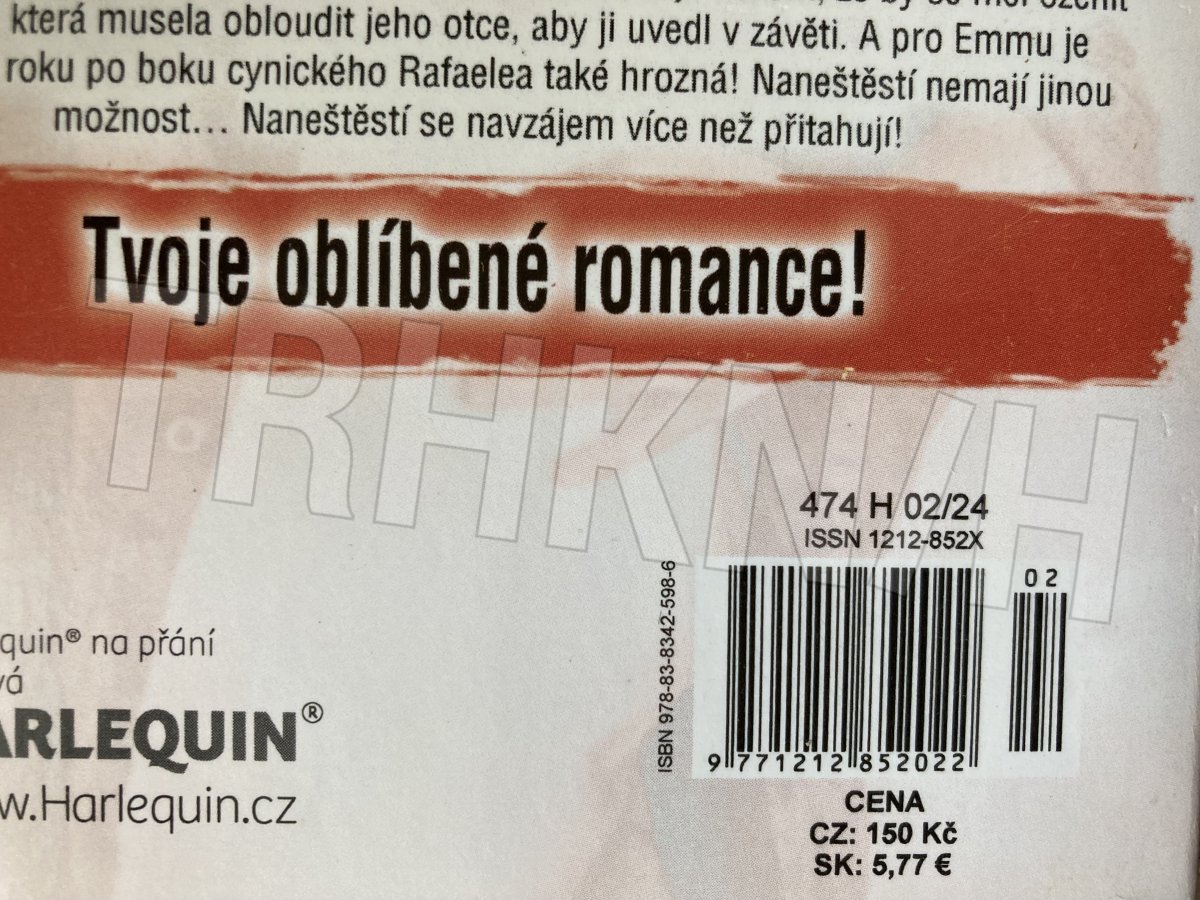 která musela obloudit jeho otce, aby ji uvedl v závěti. A pro Emmu je
roku po boku cynického Rafaelea také hrozná! Naneštěstí nemají jinou
možnost... Naneštěstí se navzájem více než přitahují!
Tvoje oblíbené romance!
TRHKNIH
474 H 02/24
ISSN 1212-852X
02
ISBN 978-83-8342-598-6
9 771212 852022
quin® na přání
vá
ARLEQUIN®
w.Harlequin.cz
CENA
CZ: 150 Kč
SK: 5,77 €